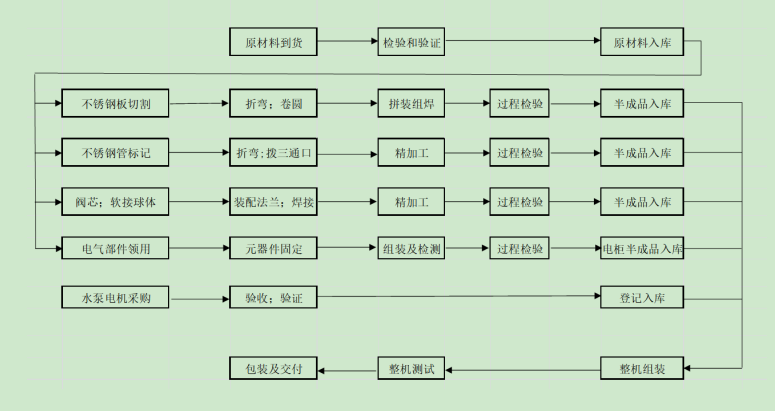 原材料到货
检验和验证
原材料入库
不锈钢板切割
折弯；卷圆
拼装组焊
过程检验
半成品入库
不锈钢管标记
折弯;拨三通口
精加工
过程检验
半成品入库
阀芯；软接球体
装配法兰；焊接
精加工
过程检验
半成品入库
电气部件领用
元器件固定
组装及检测
过程检验
电柜半成品入库
水泵电机采购
验收；验证
登记入库
包装及交付
整机测试
整机组装